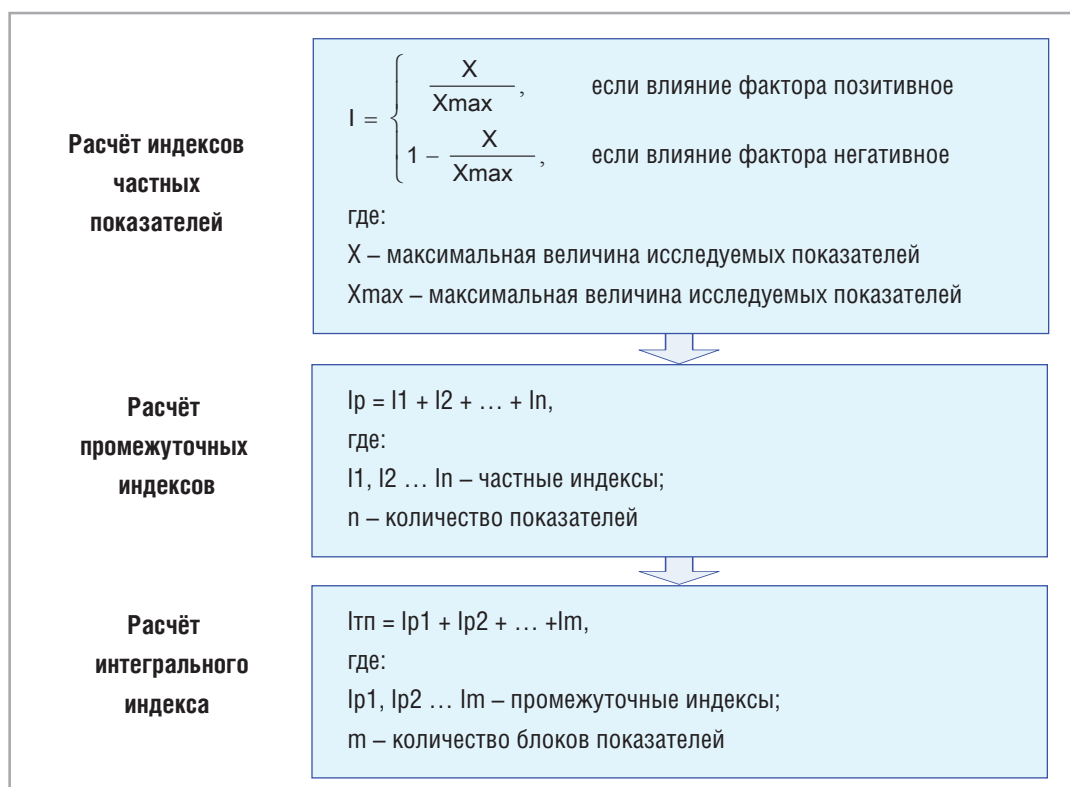 Расчёт индексов
частных
показателей
I = { X / Xmax , если влияние фактора позитивное
1 – X / Xmax , если влияние фактора негативное
где:
X – максимальная величина исследуемых показателей
Xmax – максимальная величина исследуемых показателей
Расчёт
промежуточных
индексов
Ip = I1 + I2 + … + In,
где:
I1, I2 … In – частные индексы;
n – количество показателей
Расчёт
интегрального
индекса
Iтп = Ip1 + Ip2 + … +Im,
где:
Ip1, Ip2 … Im – промежуточные индексы;
m – количество блоков показателей